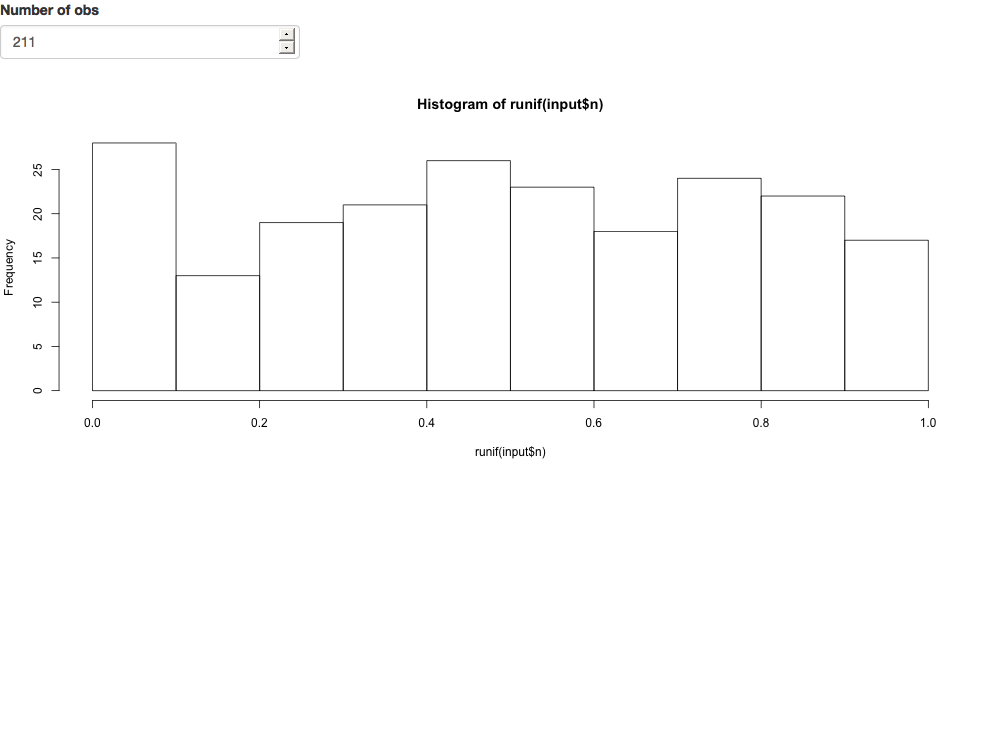 Number of obs
211
Histogram of runif(input$n)
Frequency
25
20
15
10
5
0
0.0 0.2 0.4 0.6 0.8 1.0
runif(input$n)